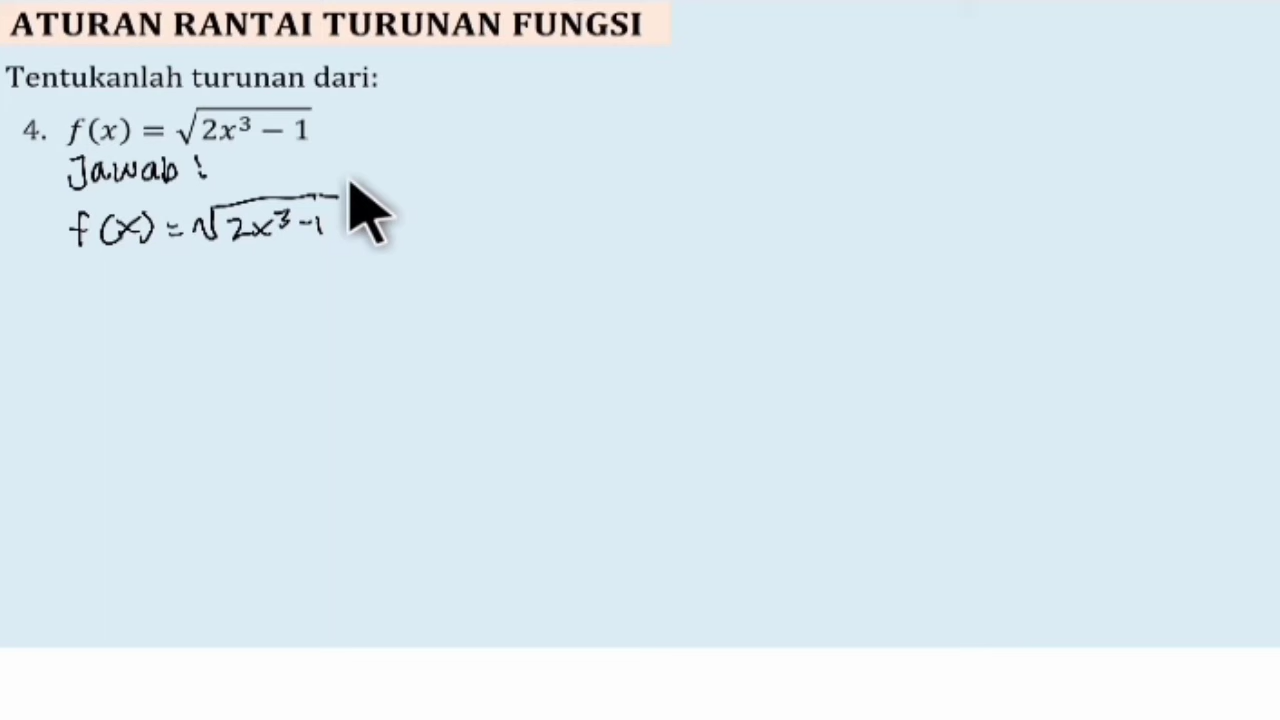 ATURAN RANTAI TURUNAN FUNGSI
Tentukanlah turunan dari:
4. f(x) = √(2x³ − 1)
Jawab :
f(x) = √(2x³-1)